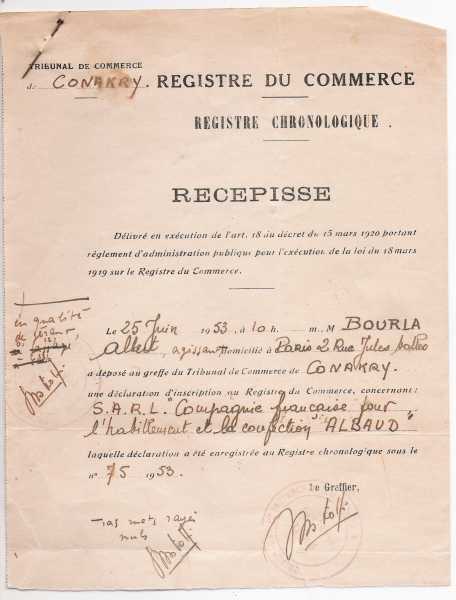 TRIBUNAL DE COMMERCE
de CONAKRY. REGISTRE DU COMMERCE
REGISTRE CHRONOLOGIQUE.
RECEPISSE
Délivré en exécution de l'art. 18 au décret du 15 mars 1920 portant
règlement d'administration publique pour l'exécution de la loi du 18 mars
1919 sur le Registre du Commerce.
en qualité
de gérant
Le 25 Juin 1953, à 10 h. M. BOURLA
Albert, agissant domicilié à Paris 2 Rue Jules
a déposé au greffe du Tribunal de Commerce de CONAKRY.
une déclaration d'inscription au Registre du Commerce, concernant:
S.A.R.L. "Compagnie française pour
l'habillement et la confection "ALBAUD"
laquelle déclaration a été enregistrée au Registre chronologique sous le
n° 75 1953.
Le Greffier,
mots rayés
nuls